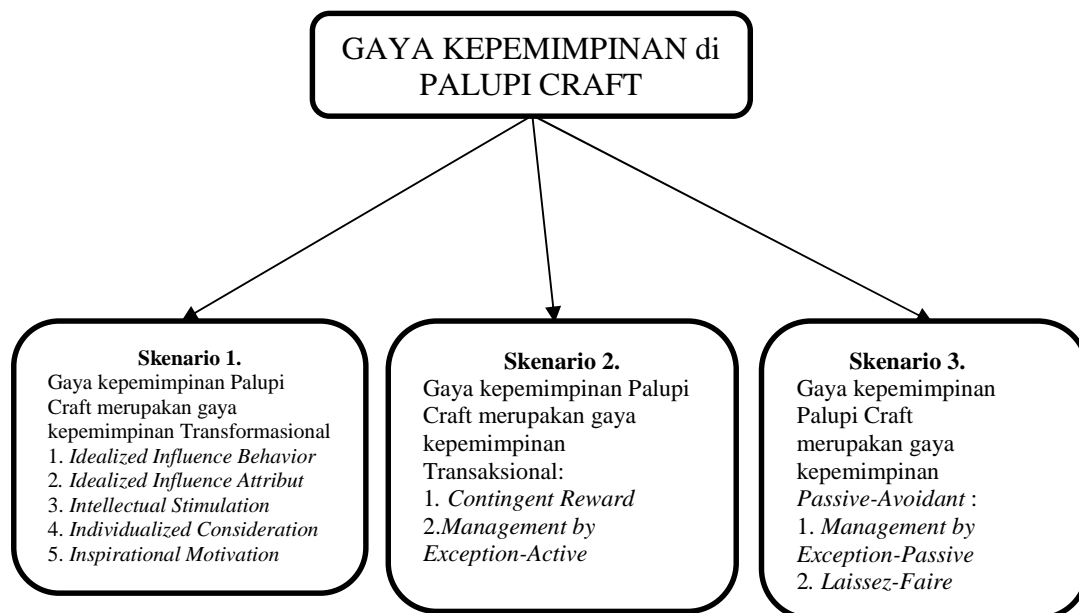 GAYA KEPEMIMPINAN di
PALUPI CRAFT
Skenario 1.
Gaya kepemimpinan Palupi
Craft merupakan gaya
kepemimpinan Transformasional
1. Idealized Influence Behavior
2. Idealized Influence Attribut
3. Intellectual Stimulation
4. Individualized Consideration
5. Inspirational Motivation
Skenario 2.
Gaya kepemimpinan Palupi
Craft merupakan gaya
kepemimpinan
Transaksional:
1. Contingent Reward
2.Management by
Exception-Active
Skenario 3.
Gaya kepemimpinan
Palupi Craft
merupakan gaya
kepemimpinan
Passive-Avoidant :
1. Management by
Exception-Passive
2. Laissez-Faire